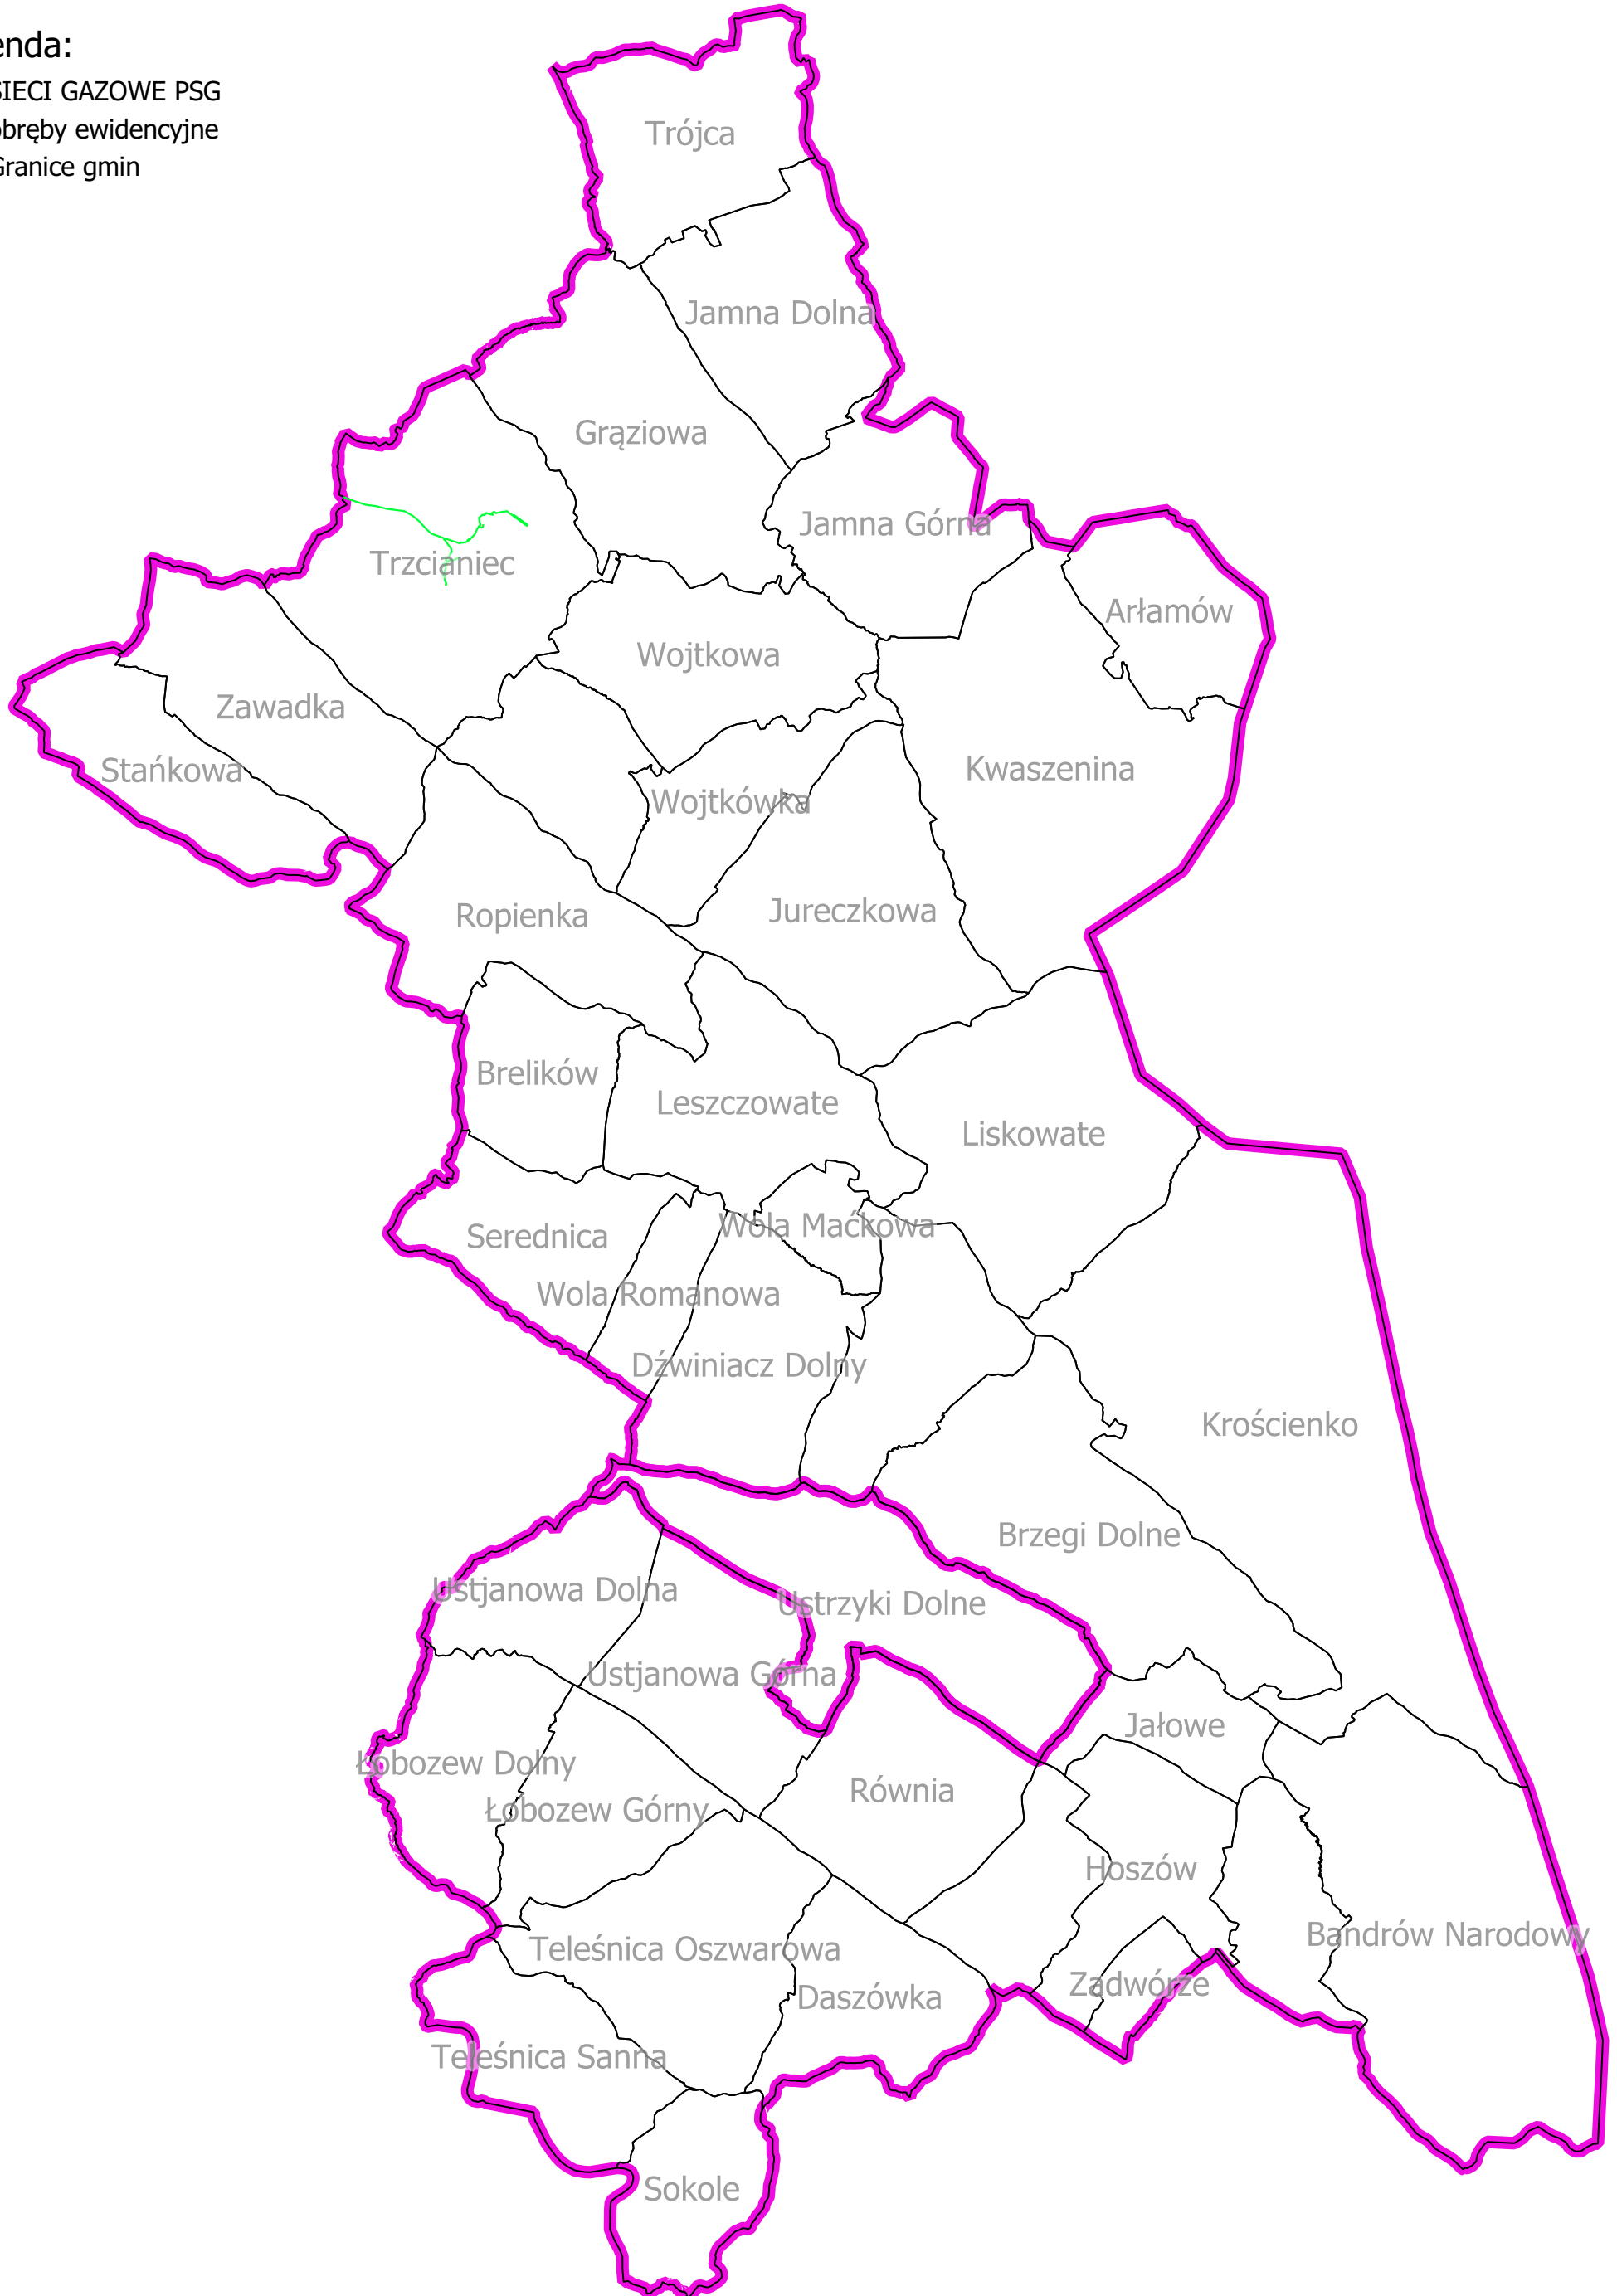 enda:
SIECI GAZOWE PSG
obręby ewidencyjne
Granice gmin
Trójca
Jamna Dolna
Grąziowa
Jamna Górna
Trzcianiec
Arłamów
Wojtkowa
Zawadka
Stańkowa
Kwaszenina
Wojtkówka
Ropienka
Jureczkowa
Brelików
Leszczowate
Liskowate
Wola Maćkowa
Serednica
Wola Romanowa
Dźwiniacz Dolny
Krościenko
Brzegi Dolne
Ustjanowa Dolna
Ustrzyki Dolne
Ustjanowa Górna
Jałowe
Łobozew Dolny
Równia
Łobozew Górny
Hoszów
Bandrów Narodowy
Teleśnica Oszwarowa
Zadwórze
Daszówka
Teleśnica Sanna
Sokole